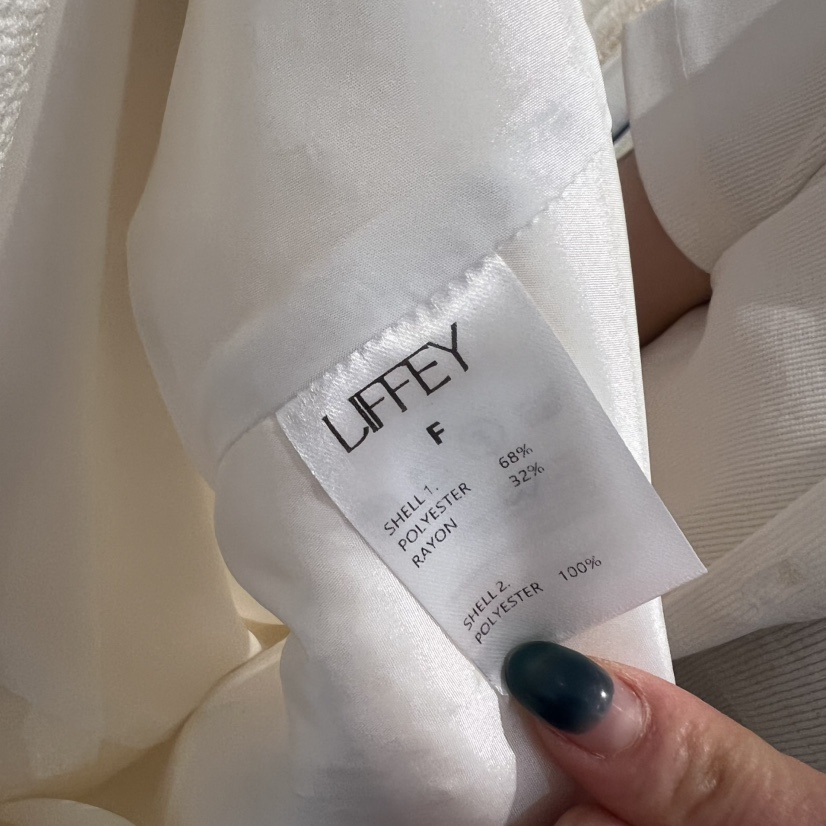 LIFFEY
F
SHELL 1.
POLYESTER 68%
RAYON 32%
SHELL 2.
POLYESTER 100%